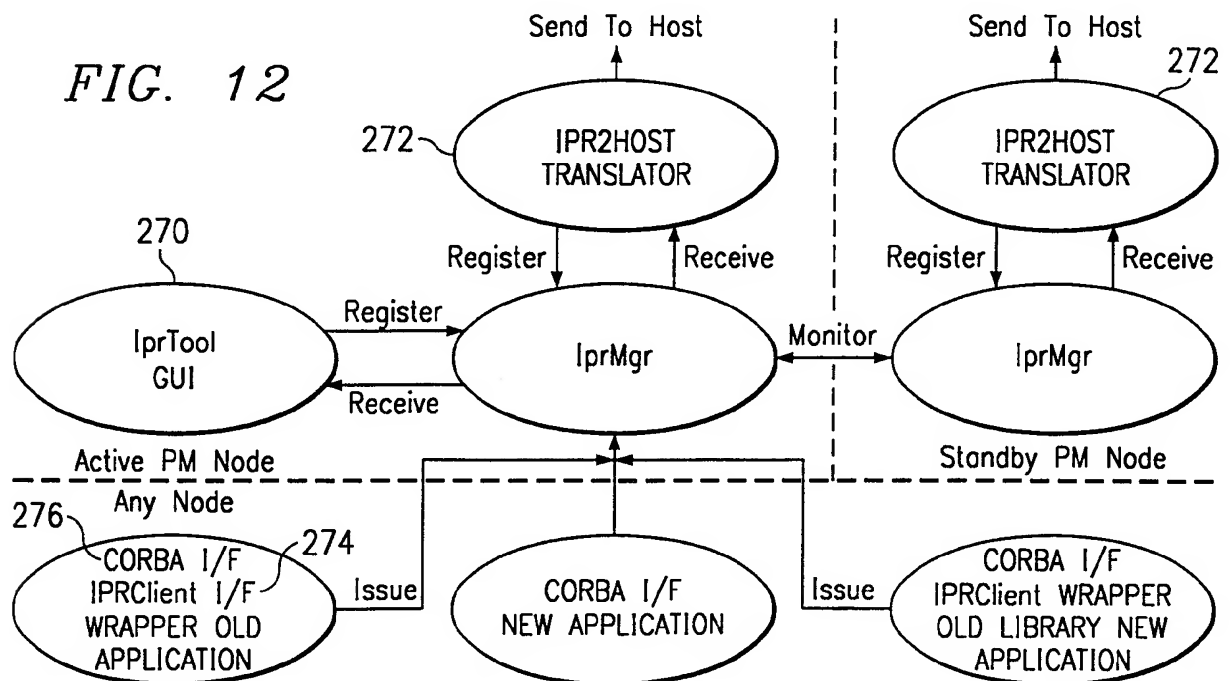 Send To Host
Send To Host
FIG. 12
272
272
IPR2HOST
TRANSLATOR
IPR2HOST
TRANSLATOR
270
Register
Receive
Register
Receive
Register
IprTool
GUI
IprMgr
Monitor
IprMgr
Receive
Active PM Node
Standby PM Node
Any Node
276
274
CORBA I/F
IPRClient I/F
WRAPPER OLD
APPLICATION
Issue
CORBA I/F
NEW APPLICATION
Issue
CORBA I/F
IPRClient WRAPPER
OLD LIBRARY NEW
APPLICATION